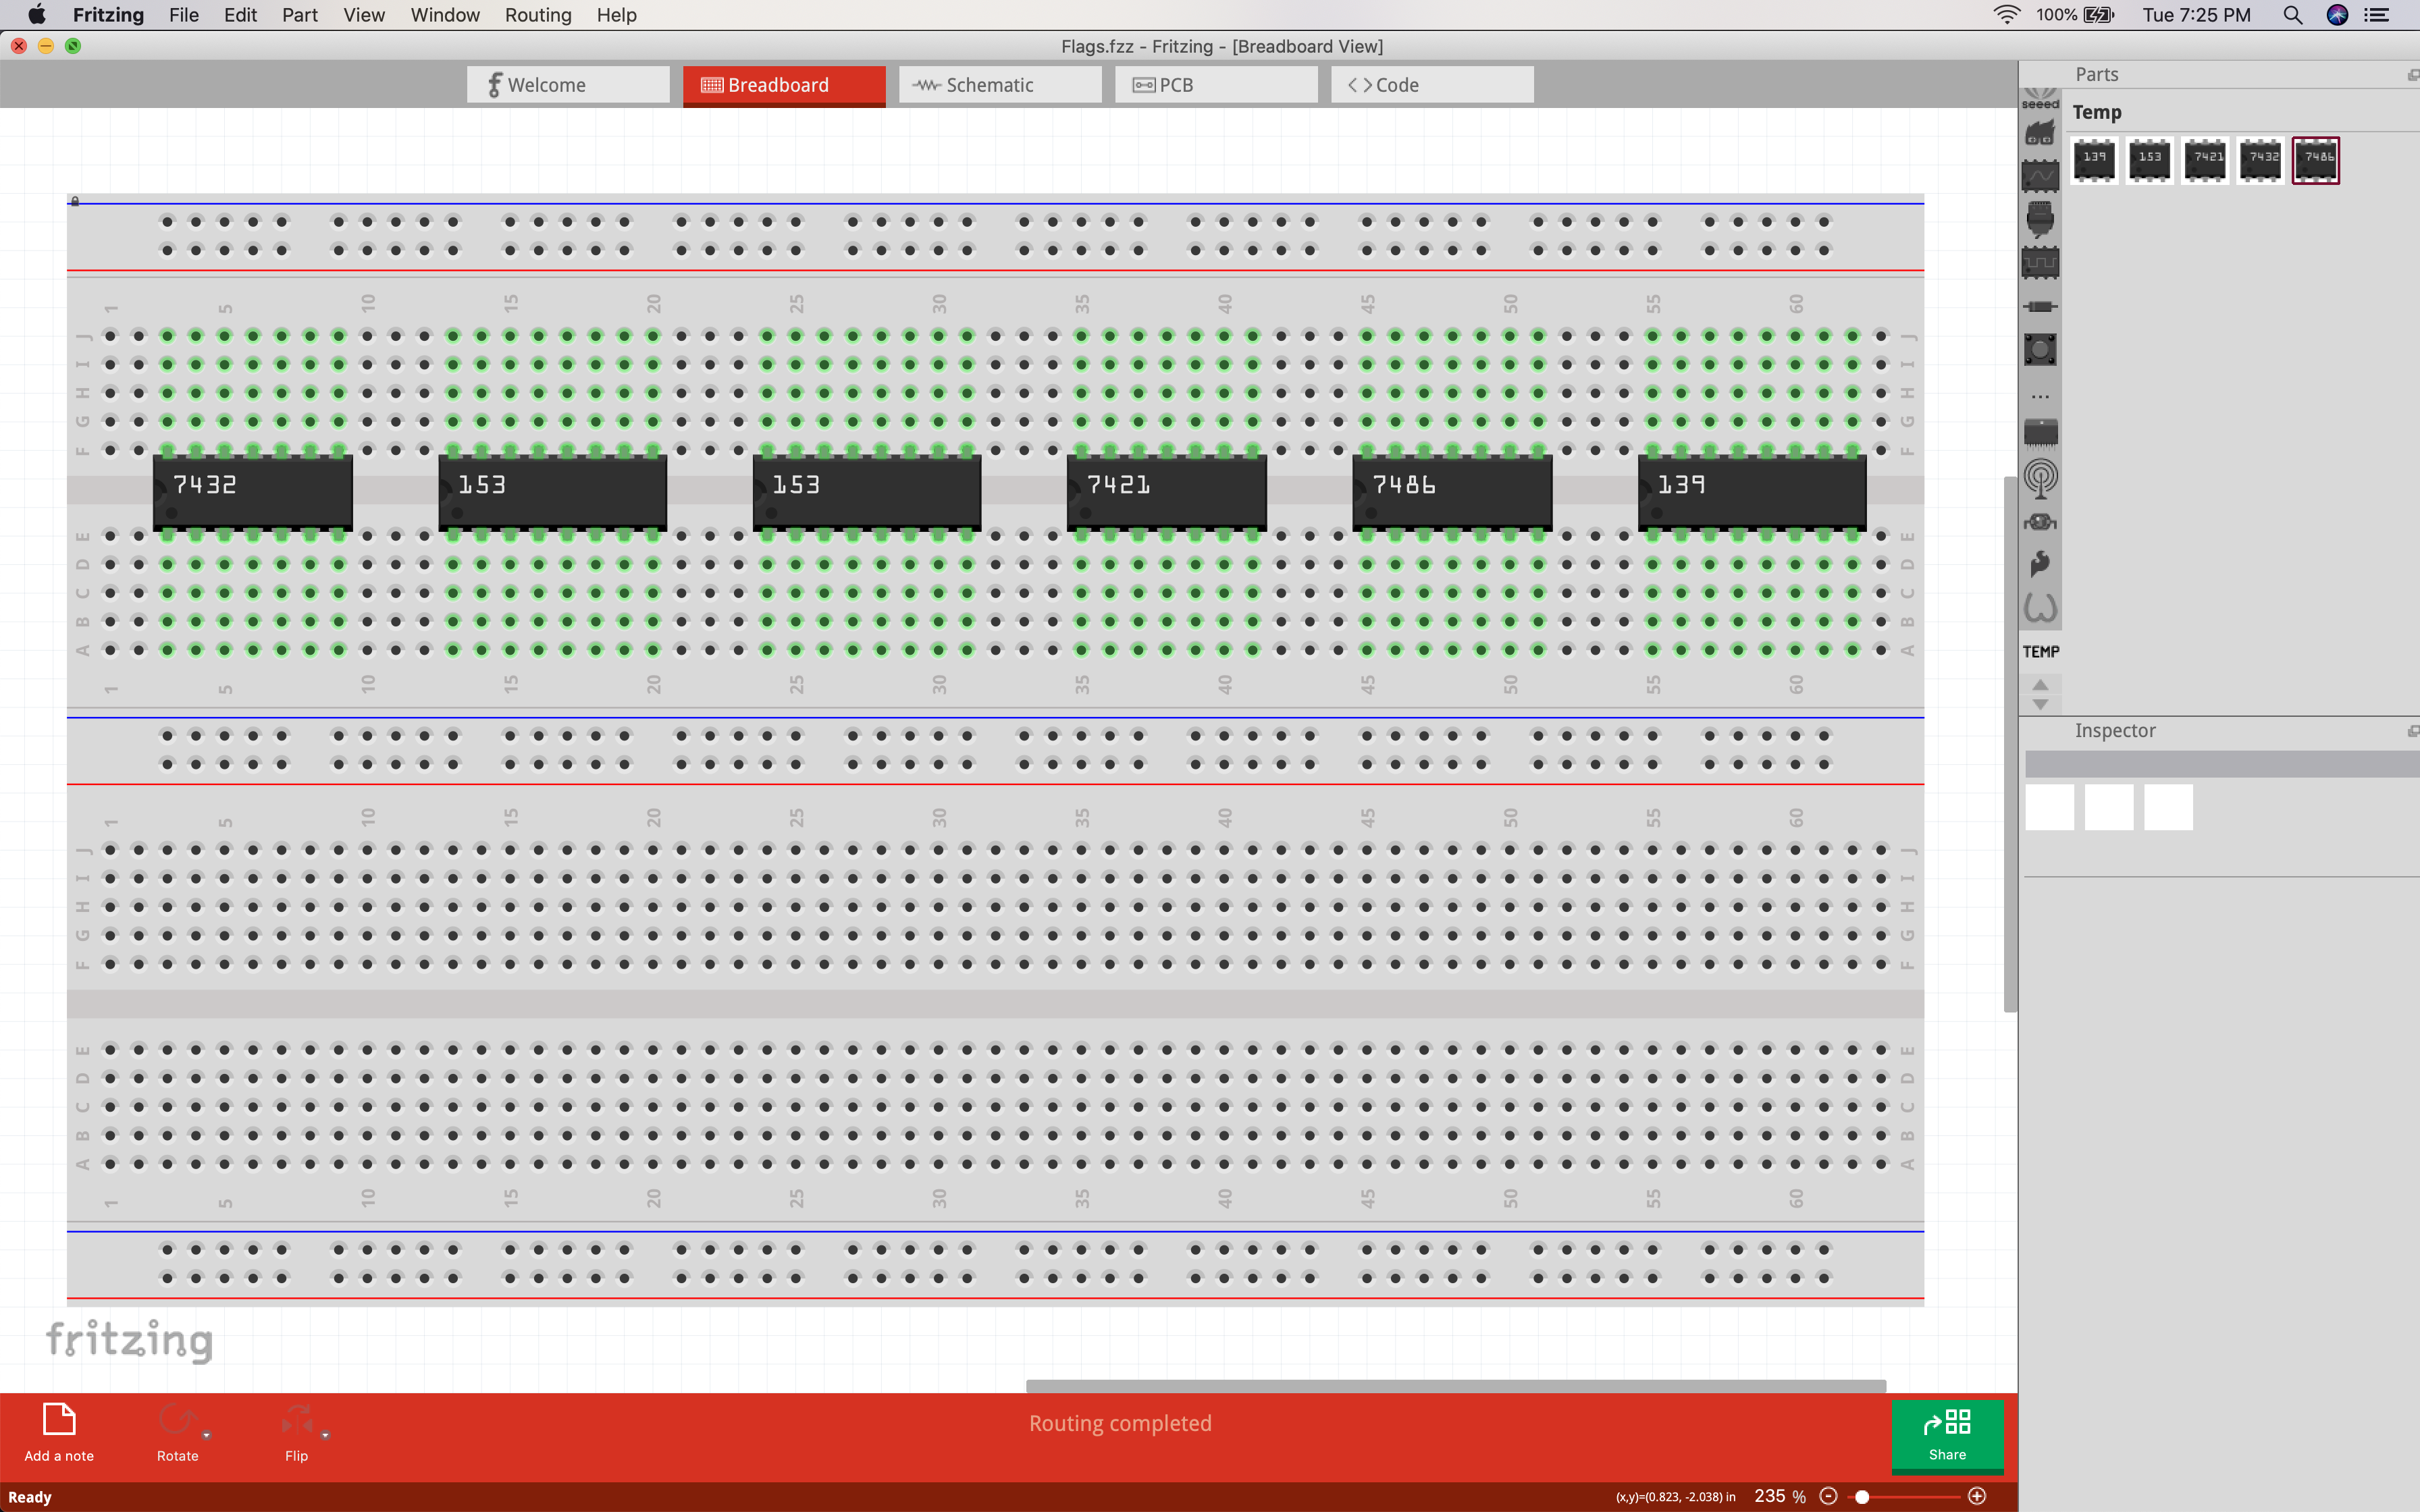 Fritzing File Edit Part View Window Routing Help 100% Tue 7:25 PM
Flags.fzz - Fritzing - [Breadboard View]
Welcome Breadboard Schematic PCB Code
Parts
seeed
Temp
139 153 7421 7432 7486
1 5 10 15 20 25 30 35 40 45 50 55 60
J J
I I
H H
G G
F F
7432 153 153 7421 7486 139
E E
D D
C C
B B
A A
TEMP
1 5 10 15 20 25 30 35 40 45 50 55 60
Inspector
1 5 10 15 20 25 30 35 40 45 50 55 60
J J
I I
H H
G G
F F
E E
D D
C C
B B
A A
1 5 10 15 20 25 30 35 40 45 50 55 60
fritzing
Add a note Rotate Flip Routing completed Share
Ready (x,y)=(0.823, -2.038) in 235 %